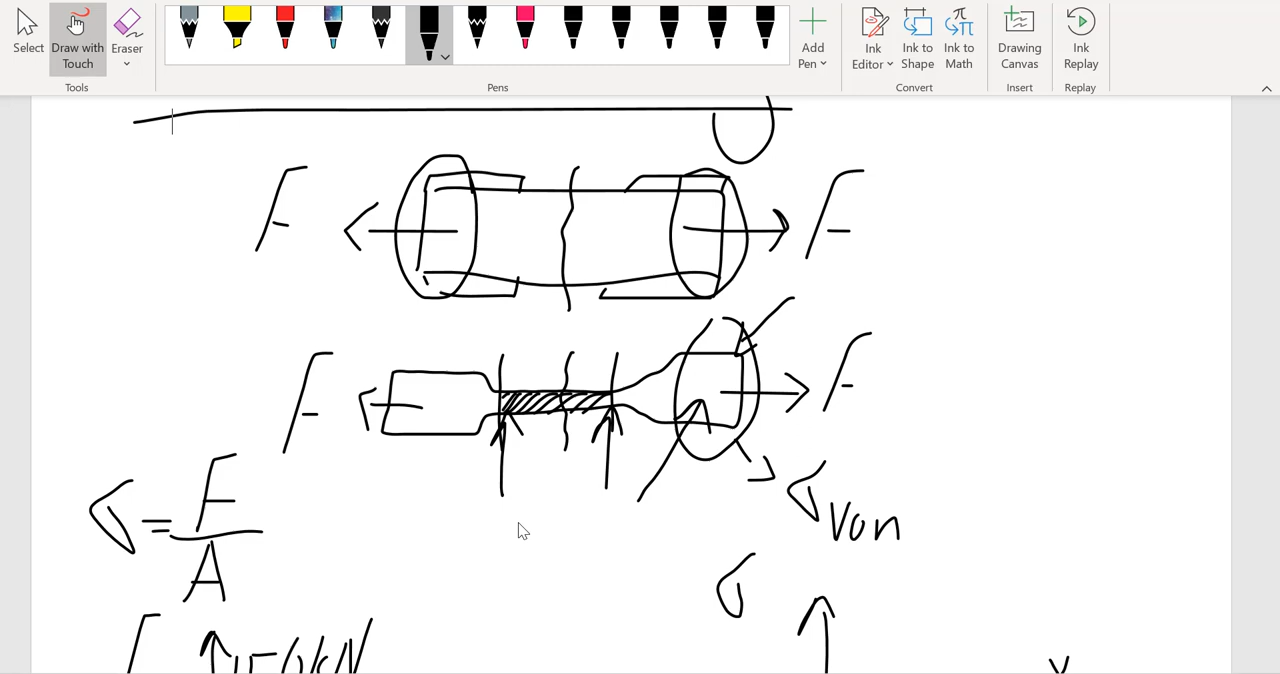 Select
Draw with Touch
Eraser
Tools
Pens
Add Pen
Ink Editor
Ink to Shape
Ink to Math
Convert
Drawing Canvas
Insert
Ink Replay
Replay
F F
F F
σ = F / A
σ Von
σ